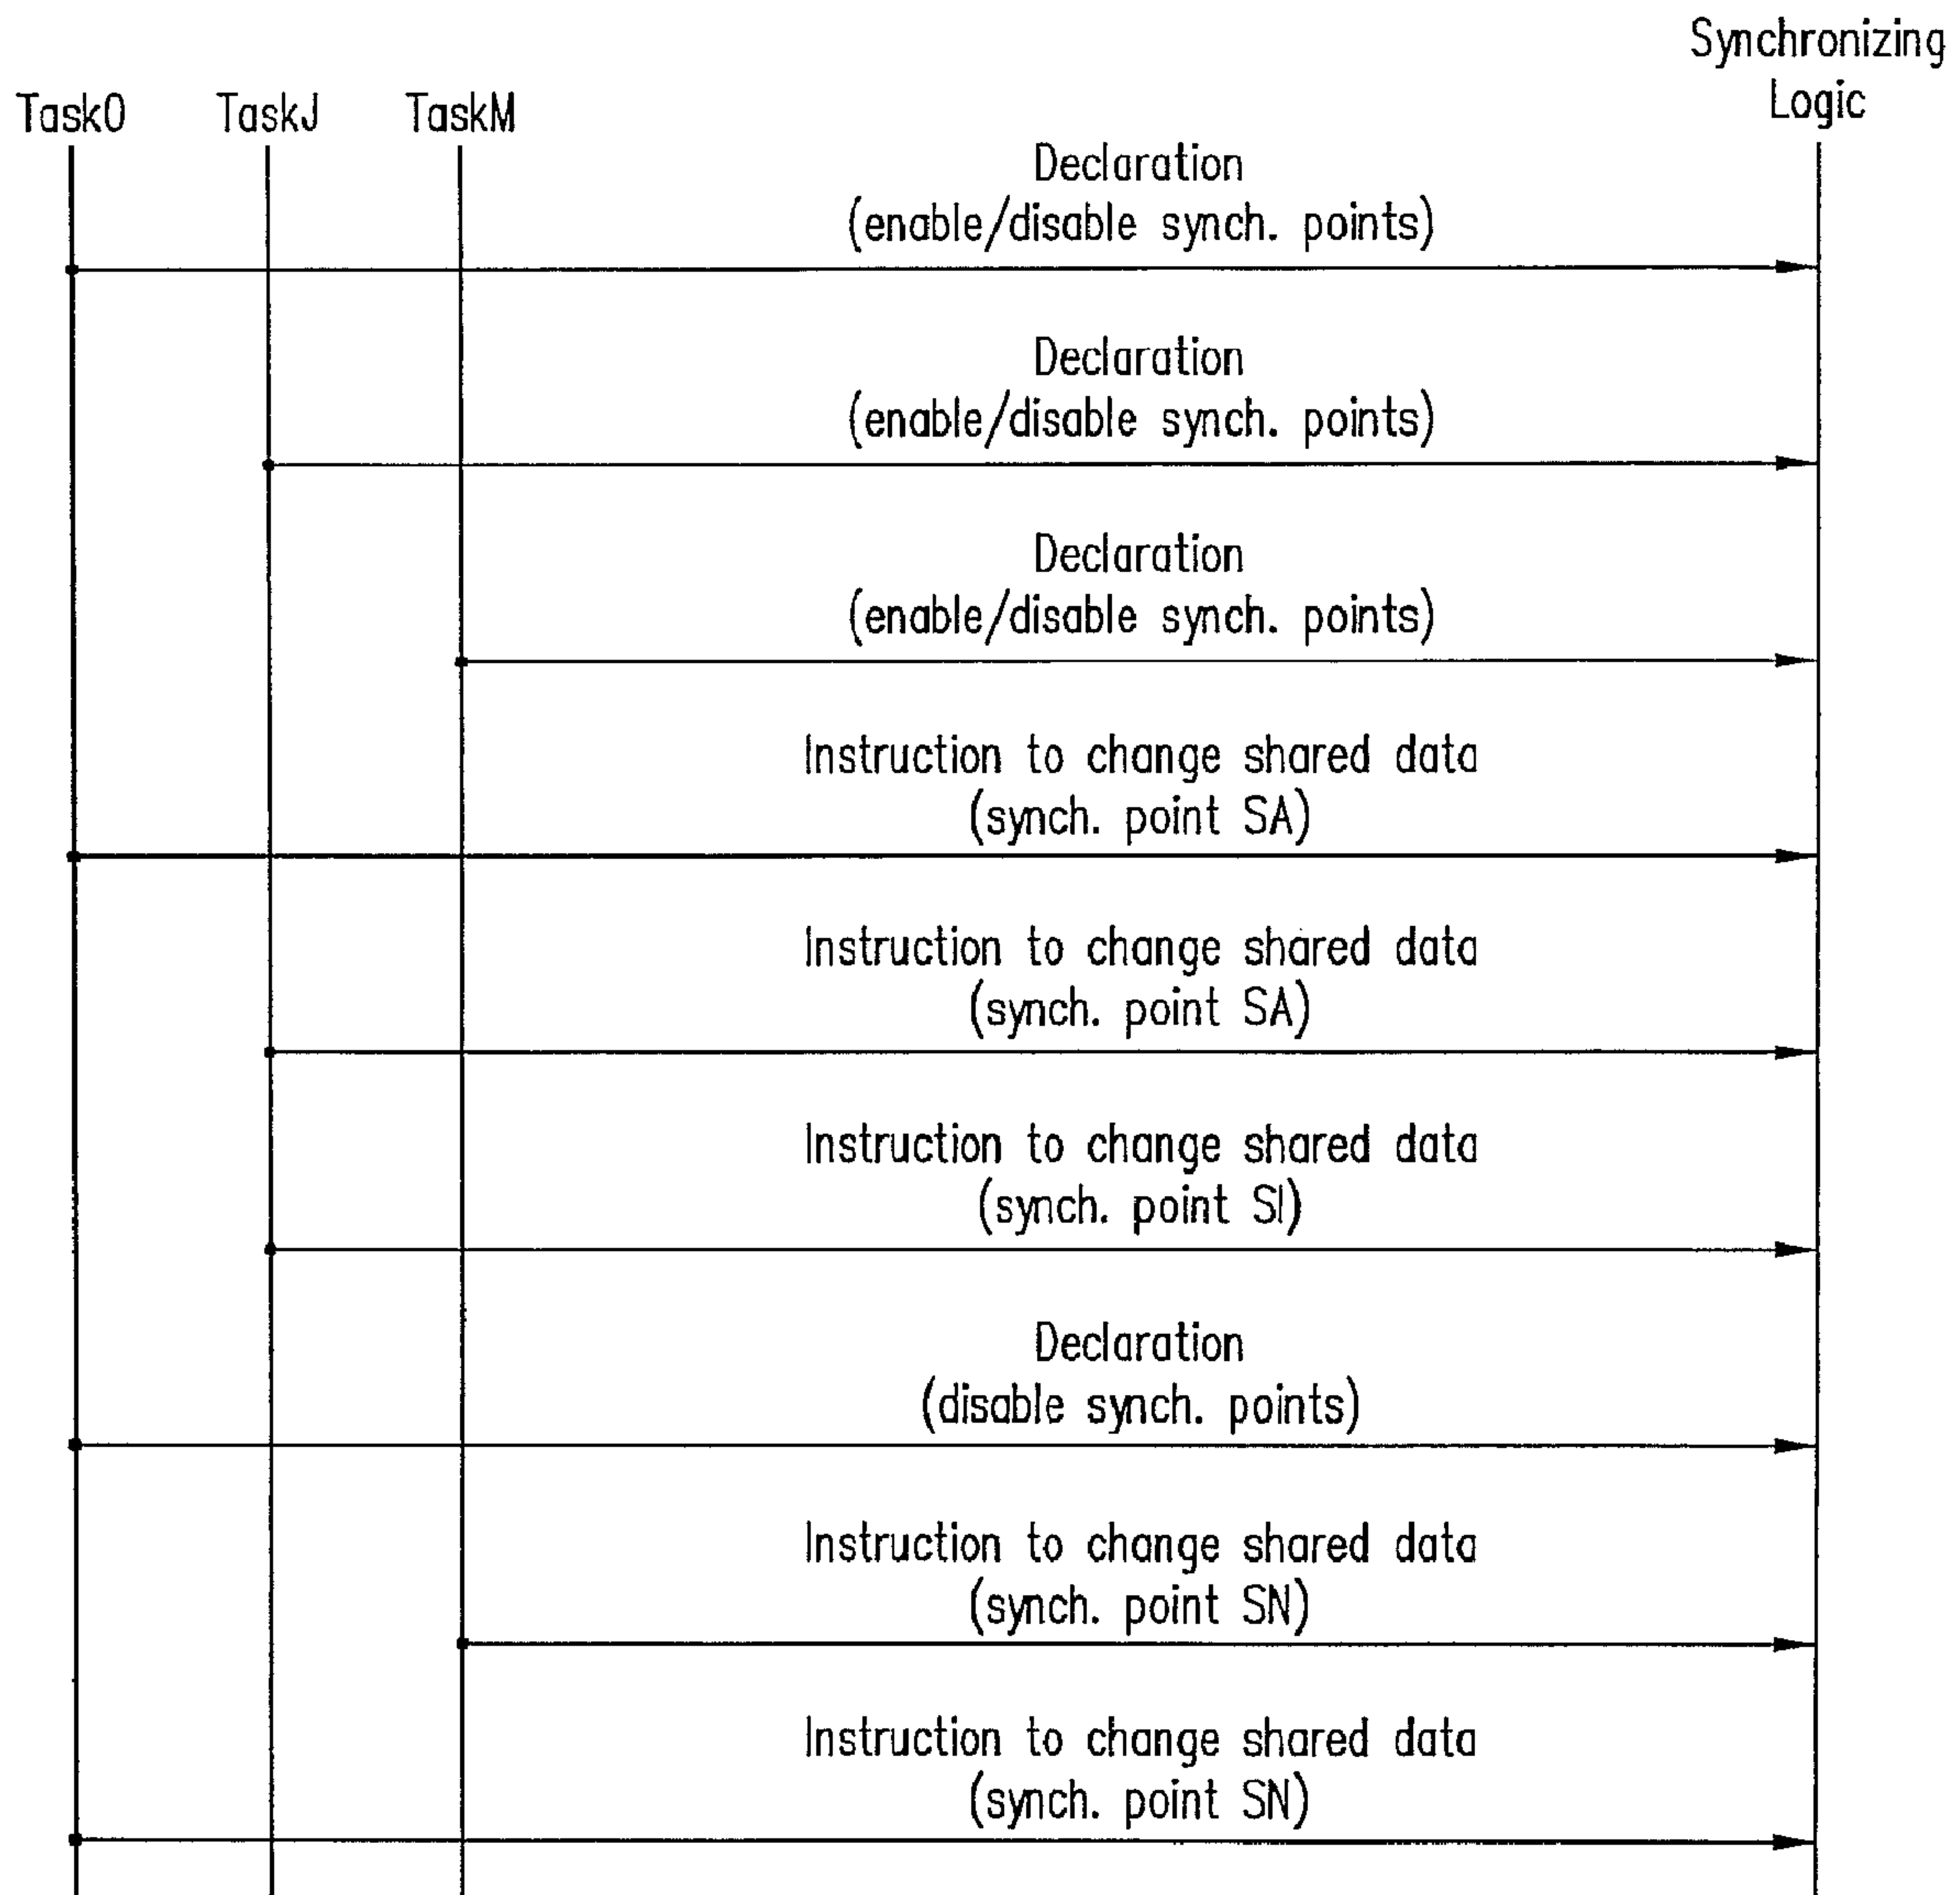 Synchronizing
Logic
Task0 TaskJ TaskM
Declaration
(enable/disable synch. points)
Declaration
(enable/disable synch. points)
Declaration
(enable/disable synch. points)
Instruction to change shared data
(synch. point SA)
Instruction to change shared data
(synch. point SA)
Instruction to change shared data
(synch. point SI)
Declaration
(disable synch. points)
Instruction to change shared data
(synch. point SN)
Instruction to change shared data
(synch. point SN)